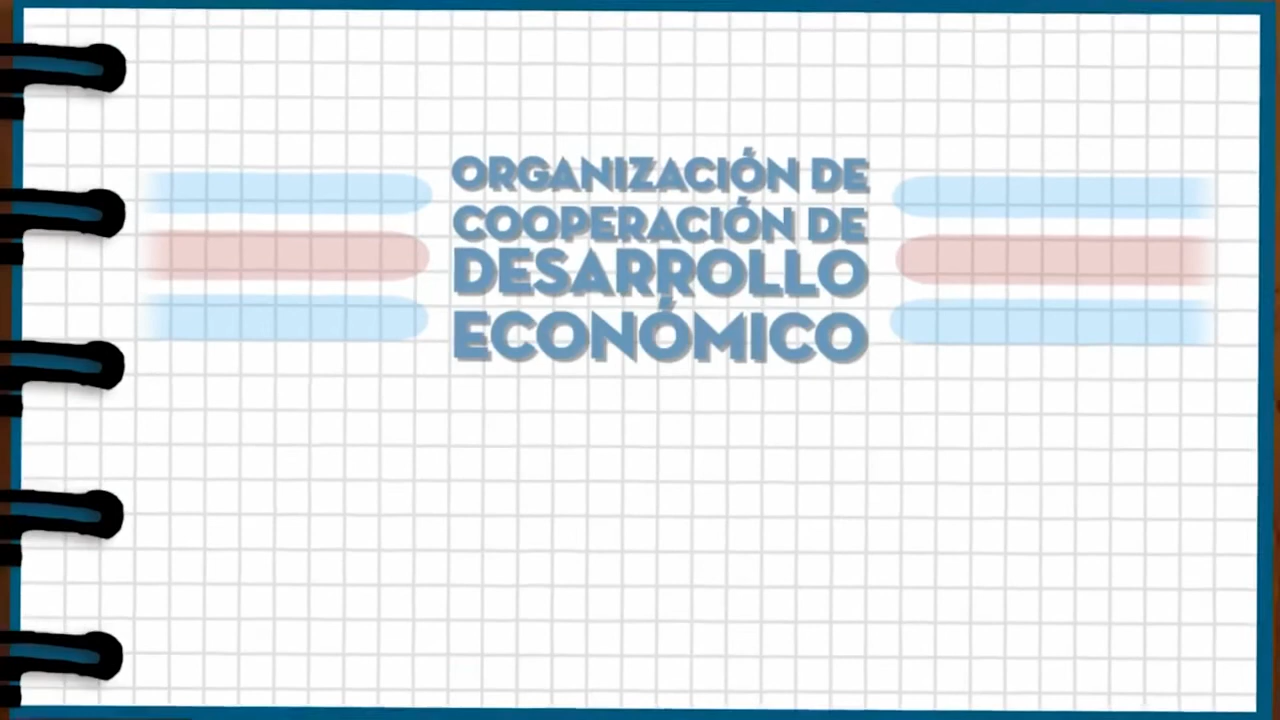 ORGANIZACIÓN DE
COOPERACIÓN DE
DESARROLLO
ECONÓMICO